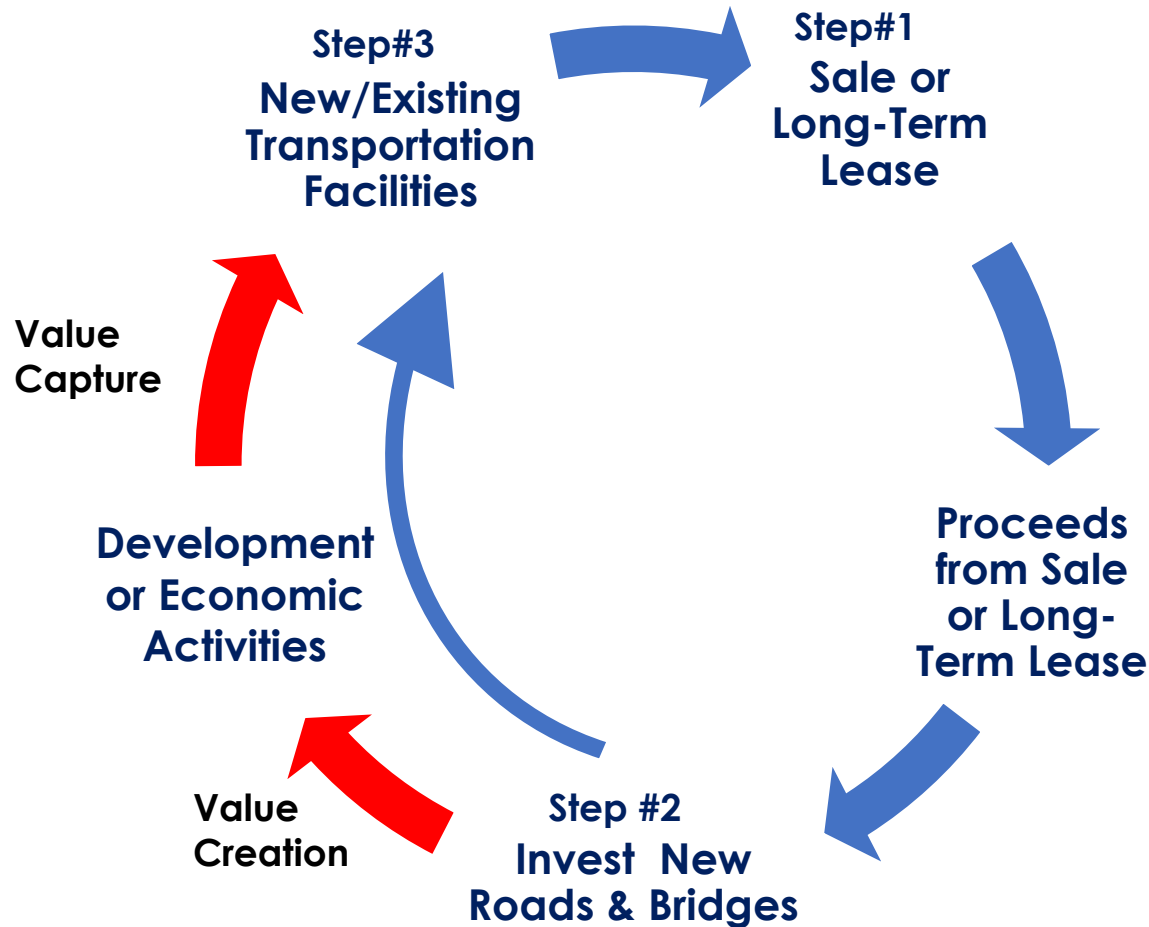 Step#3
New/Existing
Transportation
Facilities
Step#1
Sale or
Long-Term
Lease
Proceeds
from Sale
or Long-
Term Lease
Step #2
Invest  New
Roads & Bridges
Value
Creation
Development
or Economic
Activities
Value
Capture